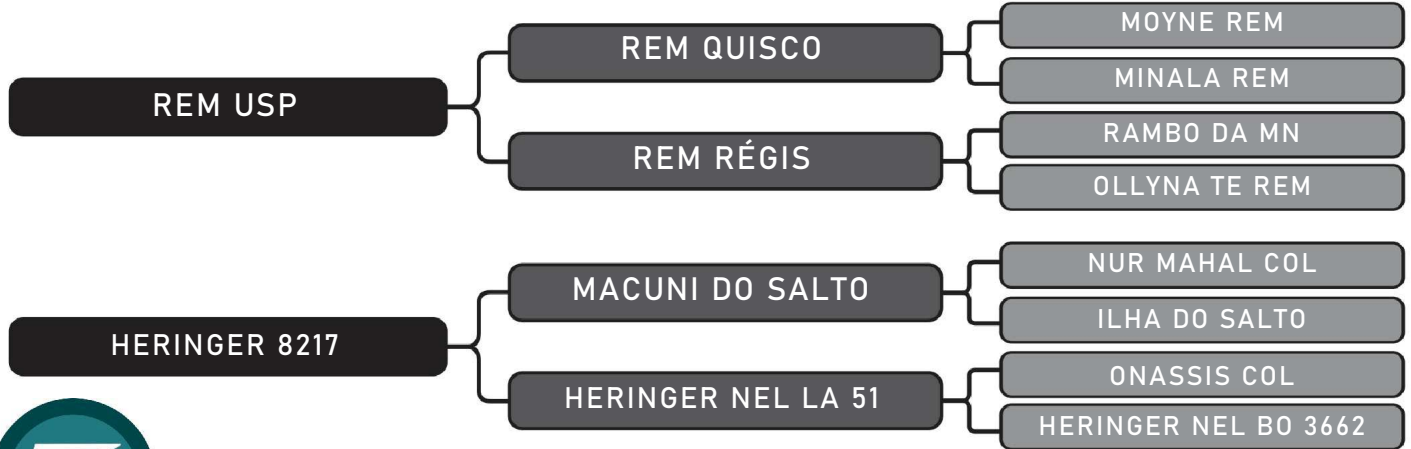 MOYNE REM
REM QUISCO
MINALA REM
REM USP
RAMBO DA MN
REM RÉGIS
OLLYNA TE REM
NUR MAHAL COL
MACUNI DO SALTO
ILHA DO SALTO
HERINGER 8217
ONASSIS COL
HERINGER NEL LA 51
HERINGER NEL BO 3662